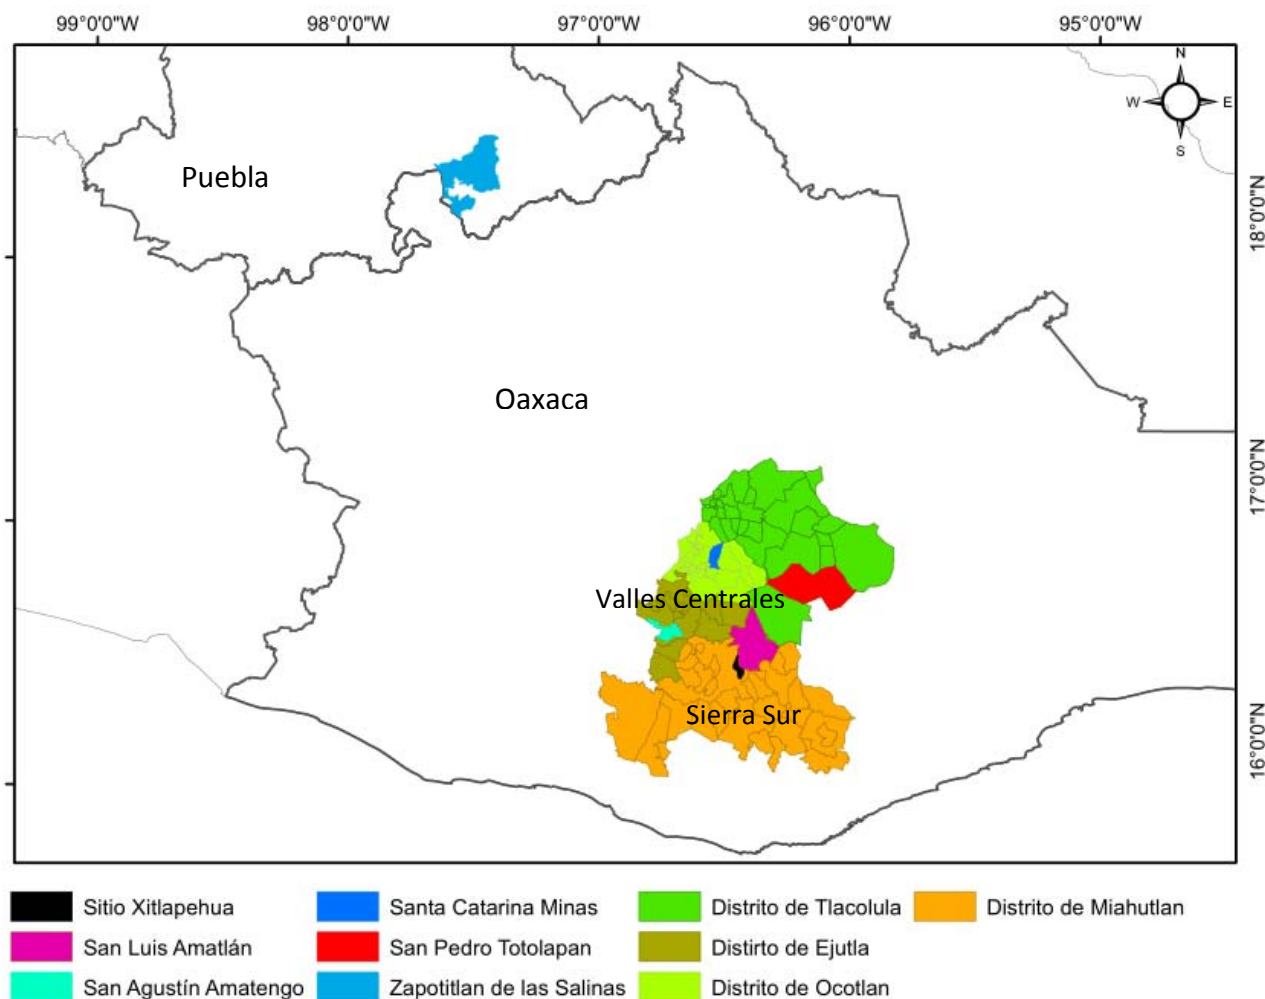 99°0'0"W 98°0'0"W 97°0'0"W 96°0'0"W 95°0'0"W
N
W E
S
18°0'0"N
17°0'0"N
16°0'0"N
Puebla
Oaxaca
Valles Centrales
Sierra Sur
Sitio Xitlapehua Santa Catarina Minas Distrito de Tlacolula Distrito de Miahutlan
San Luis Amatlán San Pedro Totolapan Distirto de Ejutla
San Agustín Amatengo Zapotitlan de las Salinas Distrito de Ocotlan